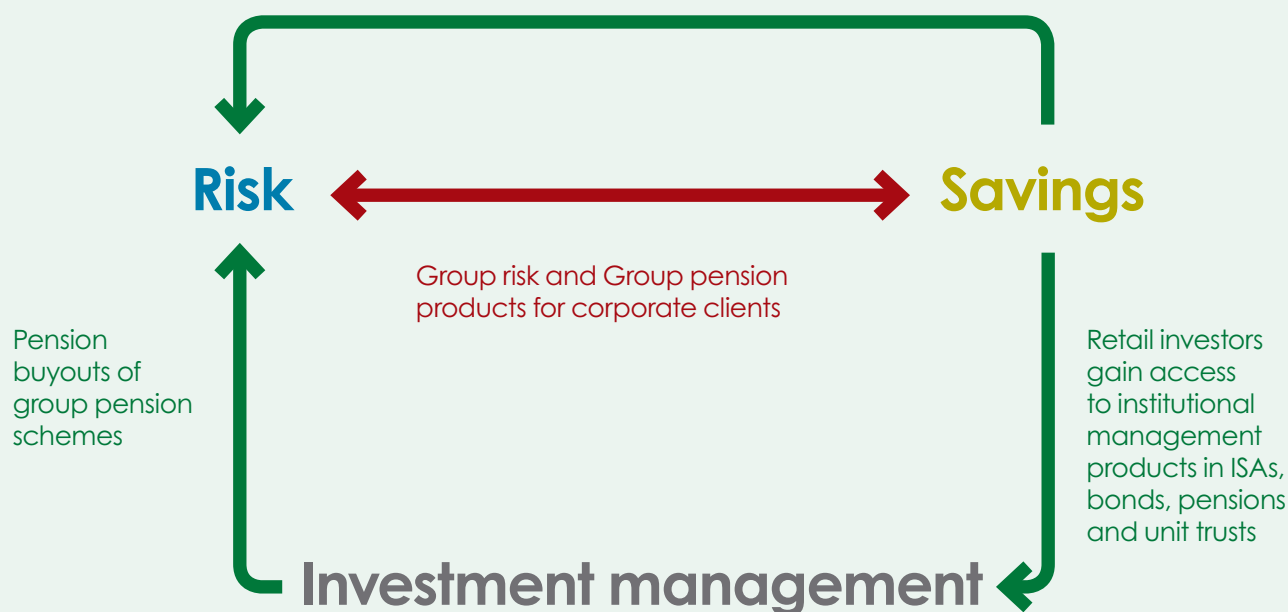 Risk
Savings
Group risk and Group pension
products for corporate clients
Pension
buyouts of
group pension
schemes
Retail investors
gain access
to institutional
management
products in ISAs,
bonds, pensions
and unit trusts
Investment management